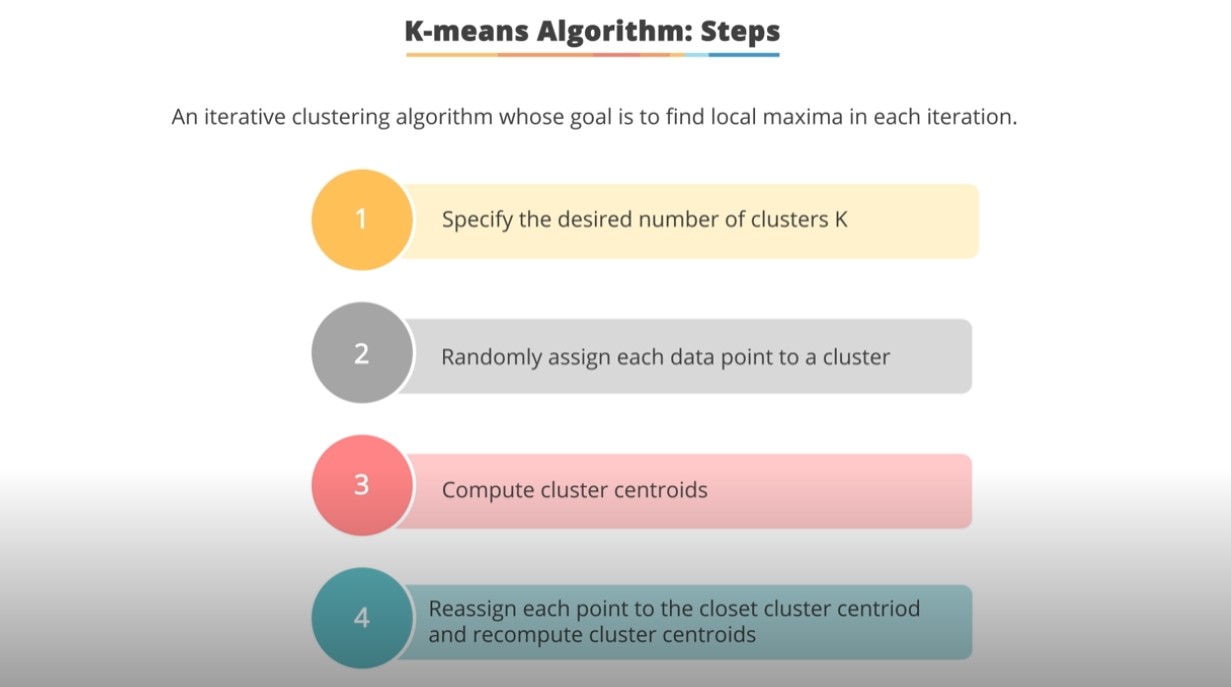 K-means Algorithm: Steps
An iterative clustering algorithm whose goal is to find local maxima in each iteration.
1
Specify the desired number of clusters K
2
Randomly assign each data point to a cluster
3
Compute cluster centroids
4
Reassign each point to the closet cluster centriod
and recompute cluster centroids